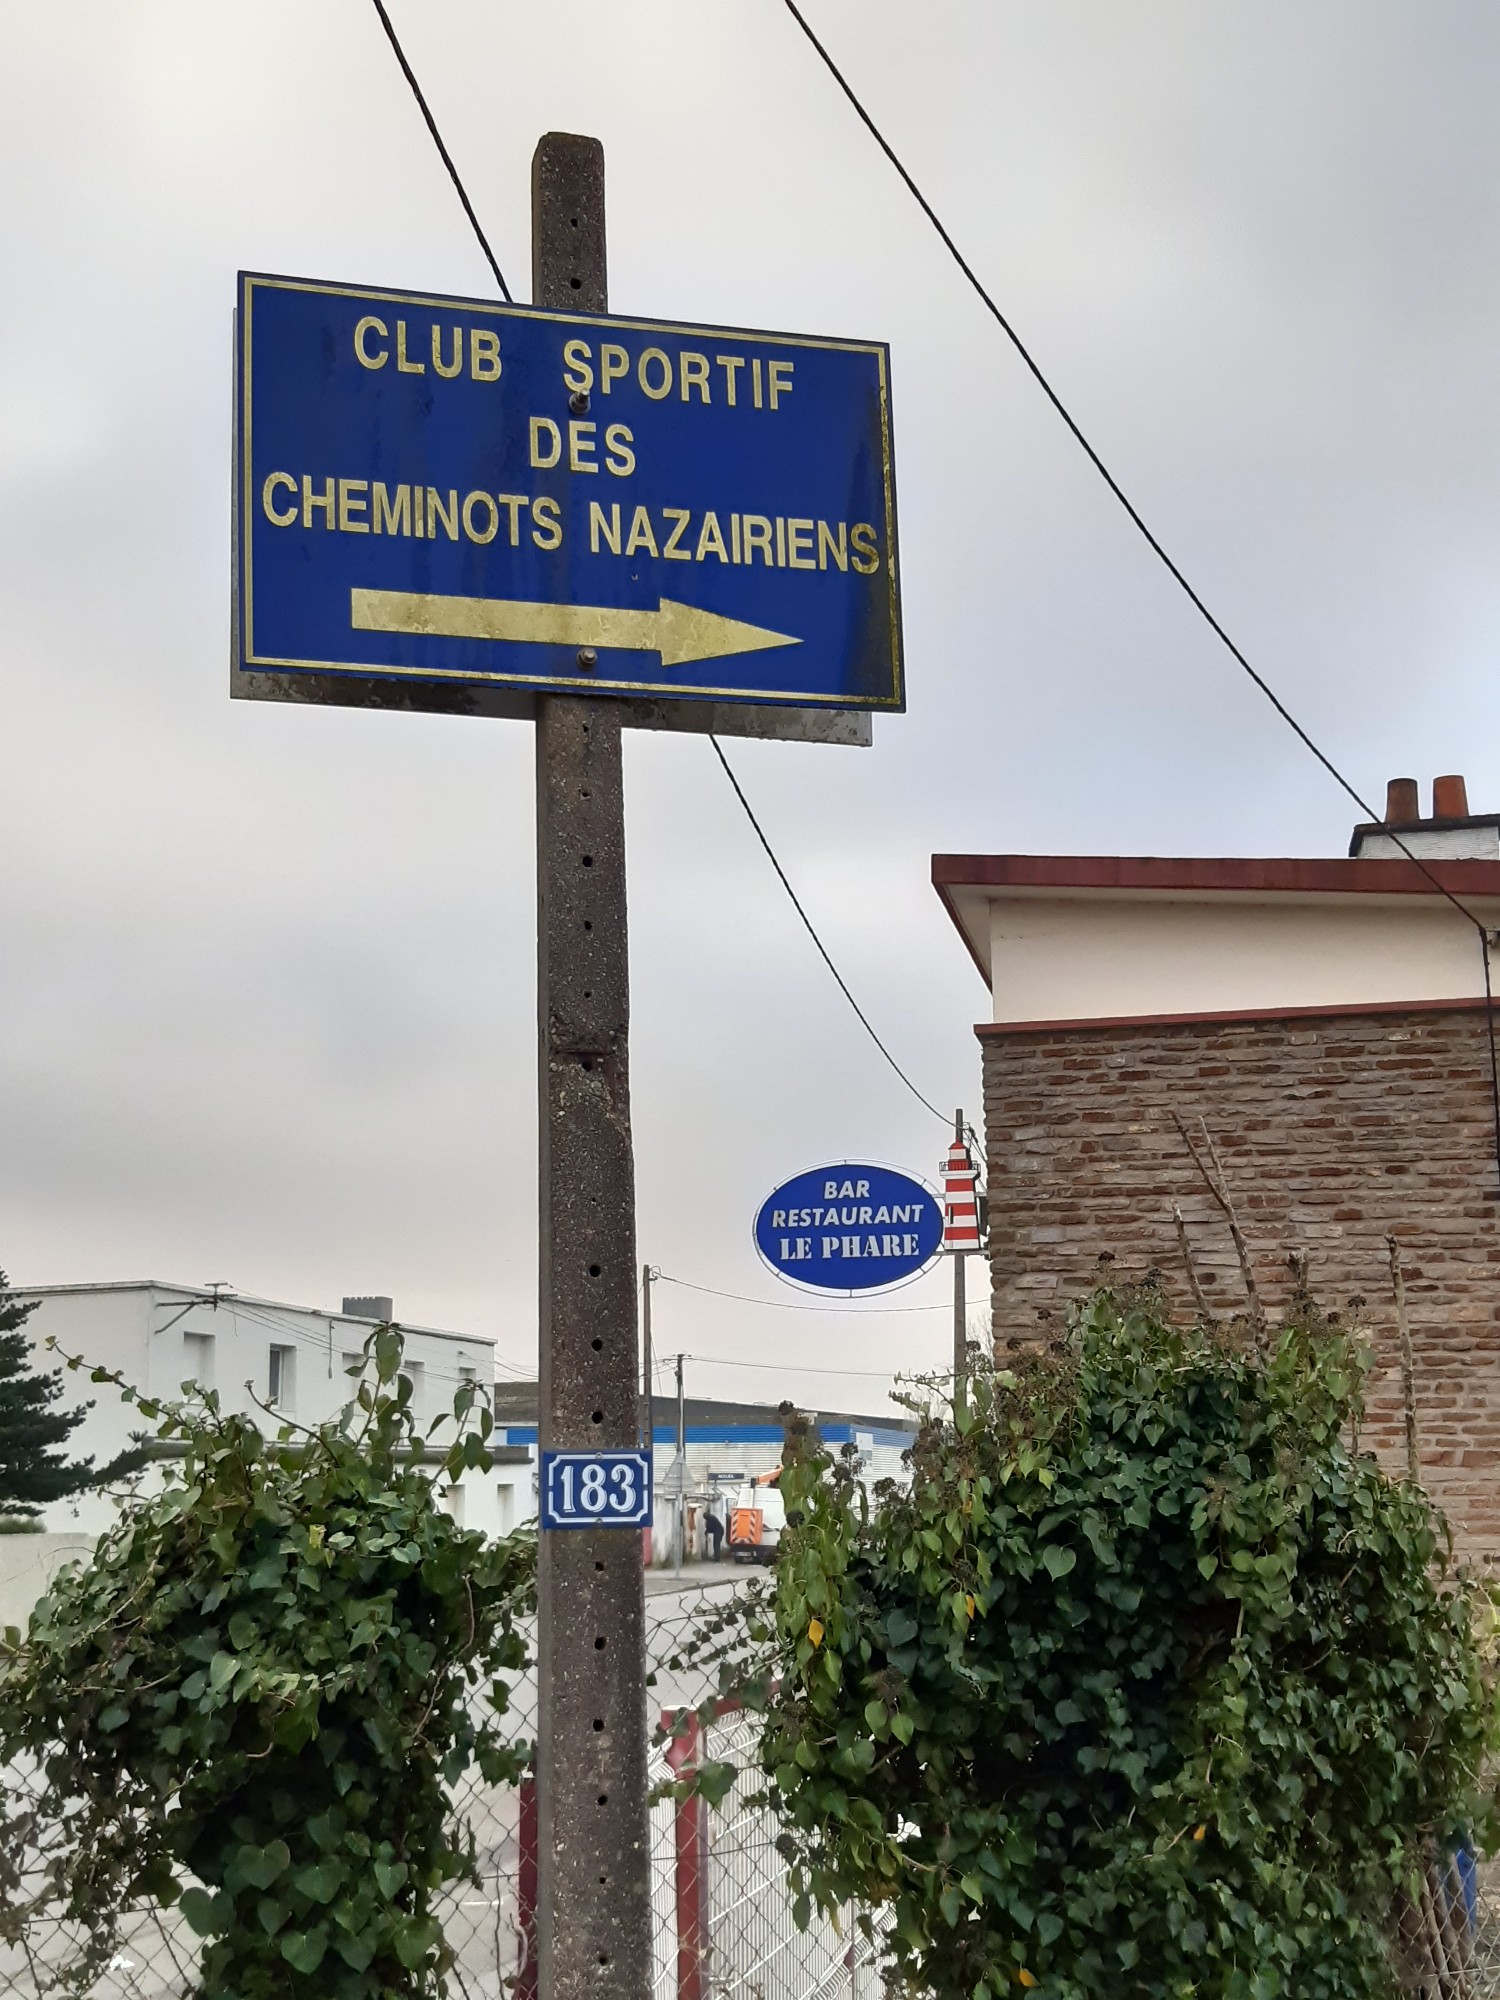 CLUB SPORTIF
DES
CHEMINOTS NAZAIRIENS
BAR
RESTAURANT
LE PHARE
183